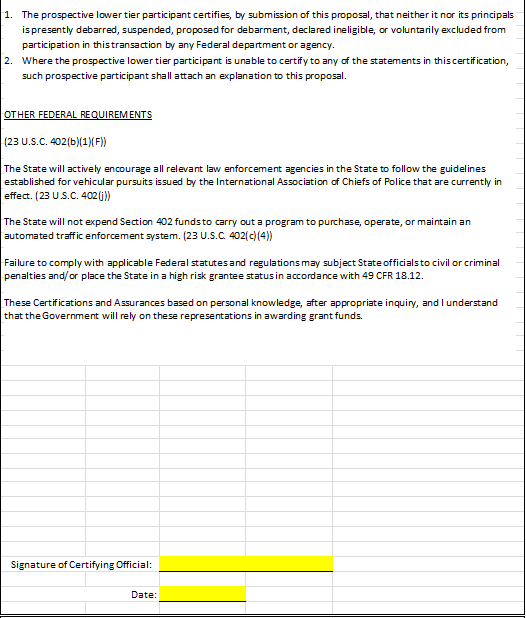 1. The prospective lower tier participant certifies, by submission of this proposal, that neither it nor its principals
is presently debarred, suspended, proposed for debarment, declared ineligible, or voluntarily excluded from
participation in this transaction by any Federal department or agency.
2. Where the prospective lower tier participant is unable to certify to any of the statements in this certification,
such prospective participant shall attach an explanation to this proposal.
OTHER FEDERAL REQUIREMENTS
(23 U.S.C. 402(b)(1)(F))
The State will actively encourage all relevant law enforcement agencies in the State to follow the guidelines
established for vehicular pursuits issued by the International Association of Chiefs of Police that are currently in
effect. (23 U.S.C. 402(j))
The State will not expend Section 402 funds to carry out a program to purchase, operate, or maintain an
automated traffic enforcement system. (23 U.S.C. 402(c)(4))
Failure to comply with applicable Federal statutes and regulations may subject State officials to civil or criminal
penalties and/or place the State in a high risk grantee status in accordance with 49 CFR 18.12.
These Certifications and Assurances based on personal knowledge, after appropriate inquiry, and I understand
that the Government will rely on these representations in awarding grant funds.
Signature of Certifying Official:
Date: